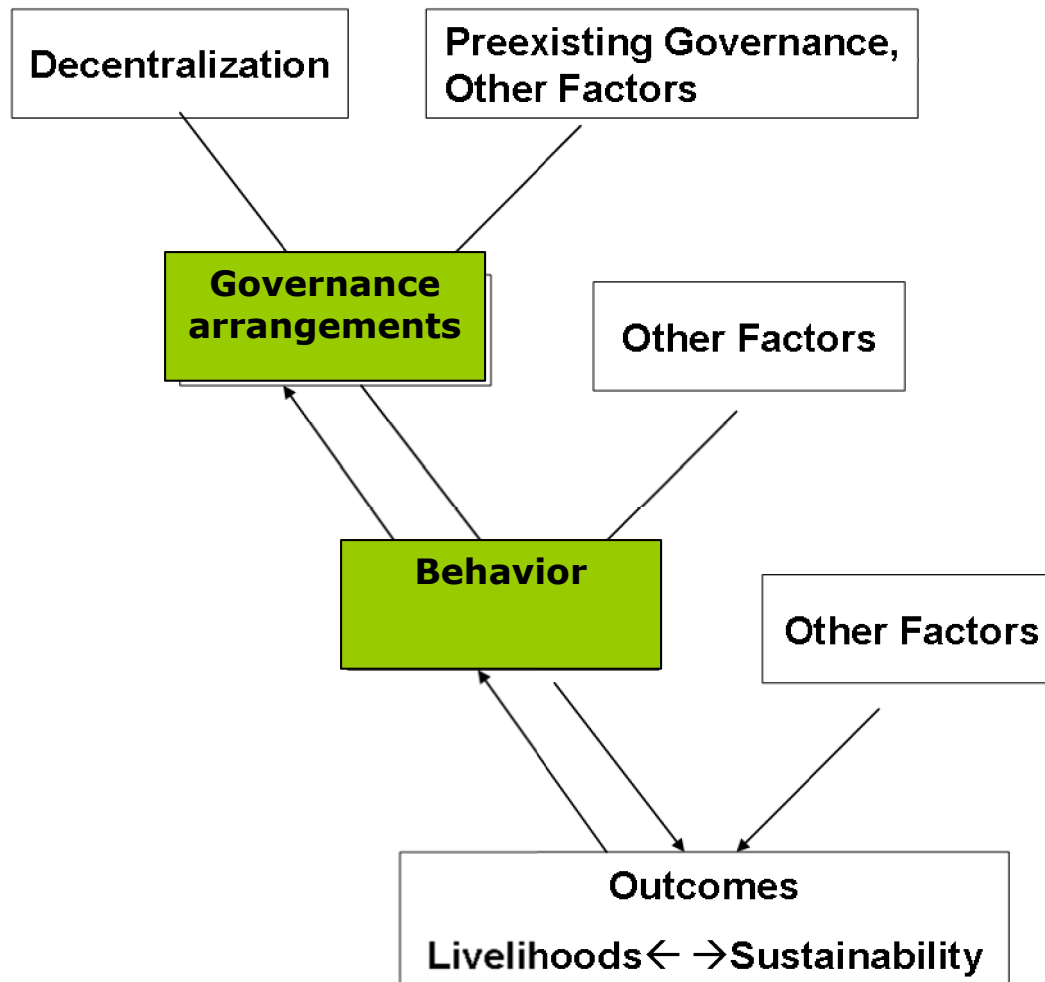 Decentralization
Preexisting Governance,
Other Factors
Governance
arrangements
Other Factors
Behavior
Other Factors
Outcomes
Livelihoods← →Sustainability